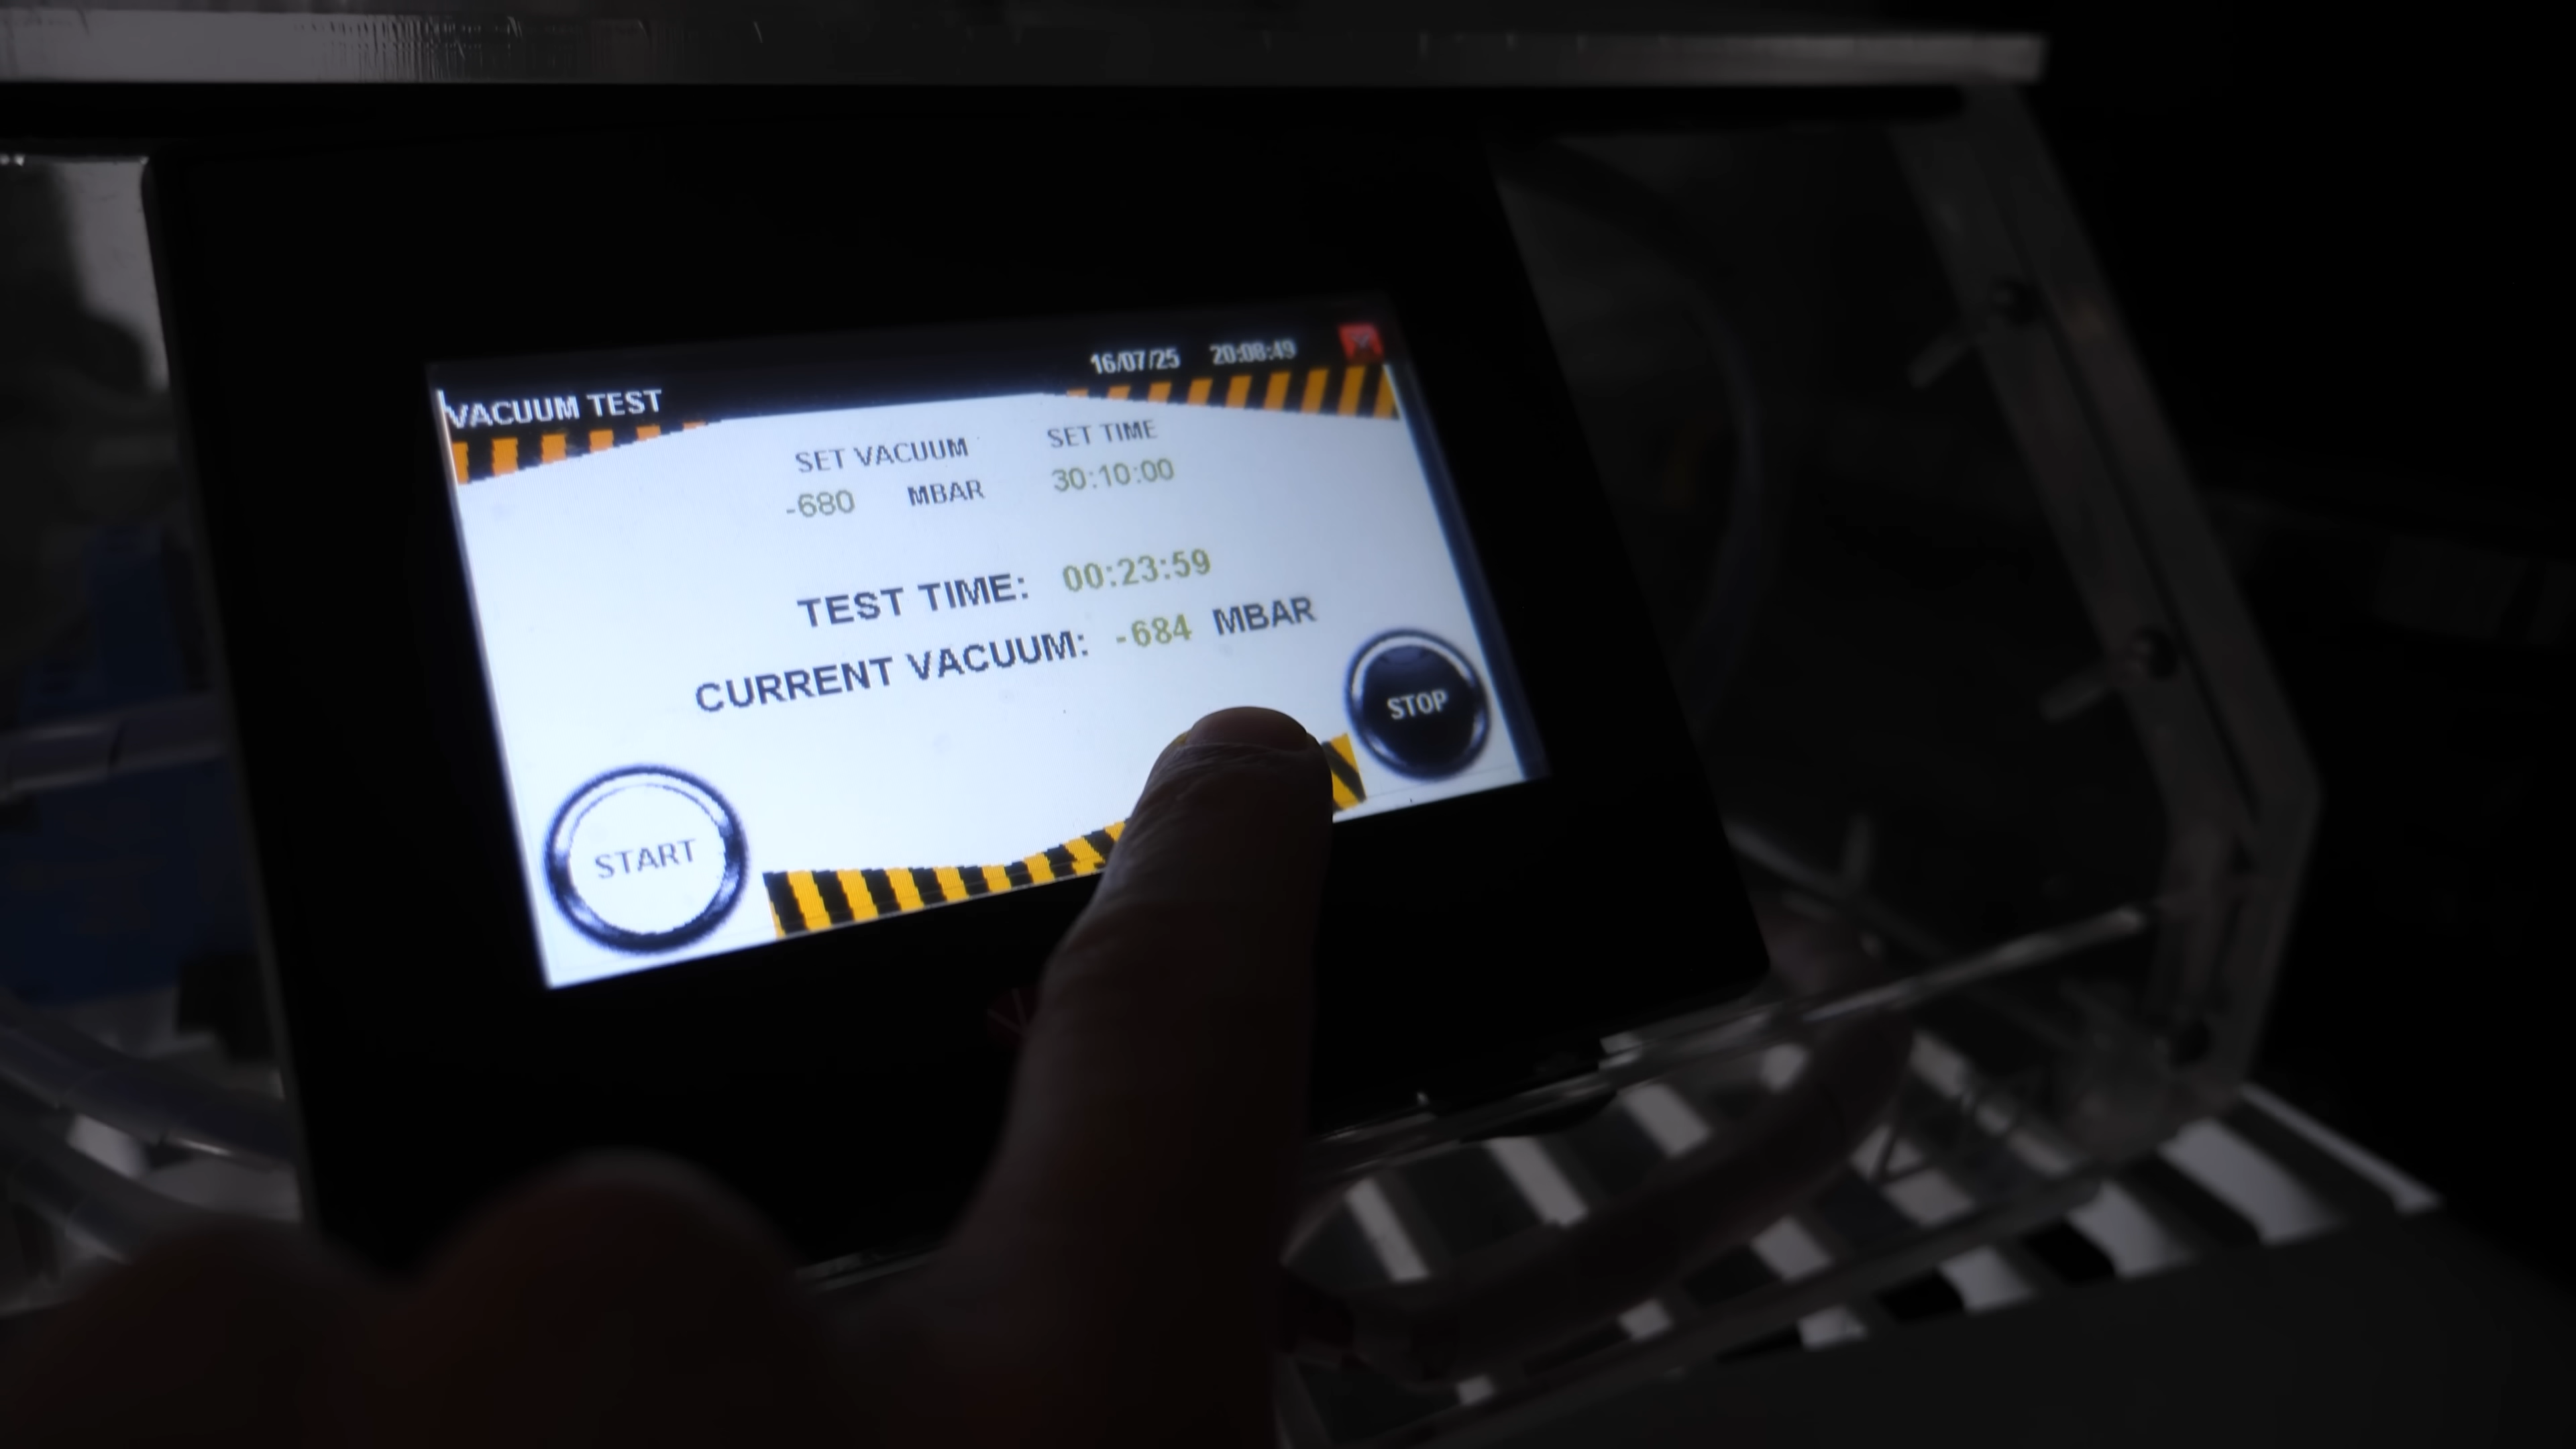 16/07/25 20:08:49
VACUUM TEST
SET VACUUM SET TIME
-680 MBAR 30:10:00
TEST TIME: 00:23:59
CURRENT VACUUM: -684 MBAR
STOP
START